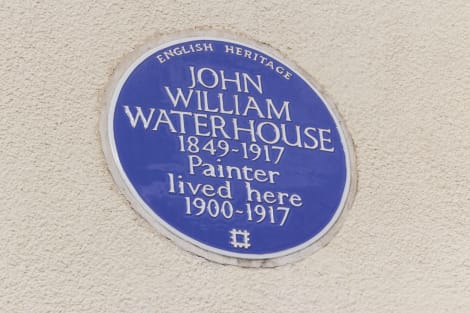 ENGLISH HERITAGE
JOHN
WILLIAM
WATERHOUSE
1849-1917
Painter
lived here
1900-1917